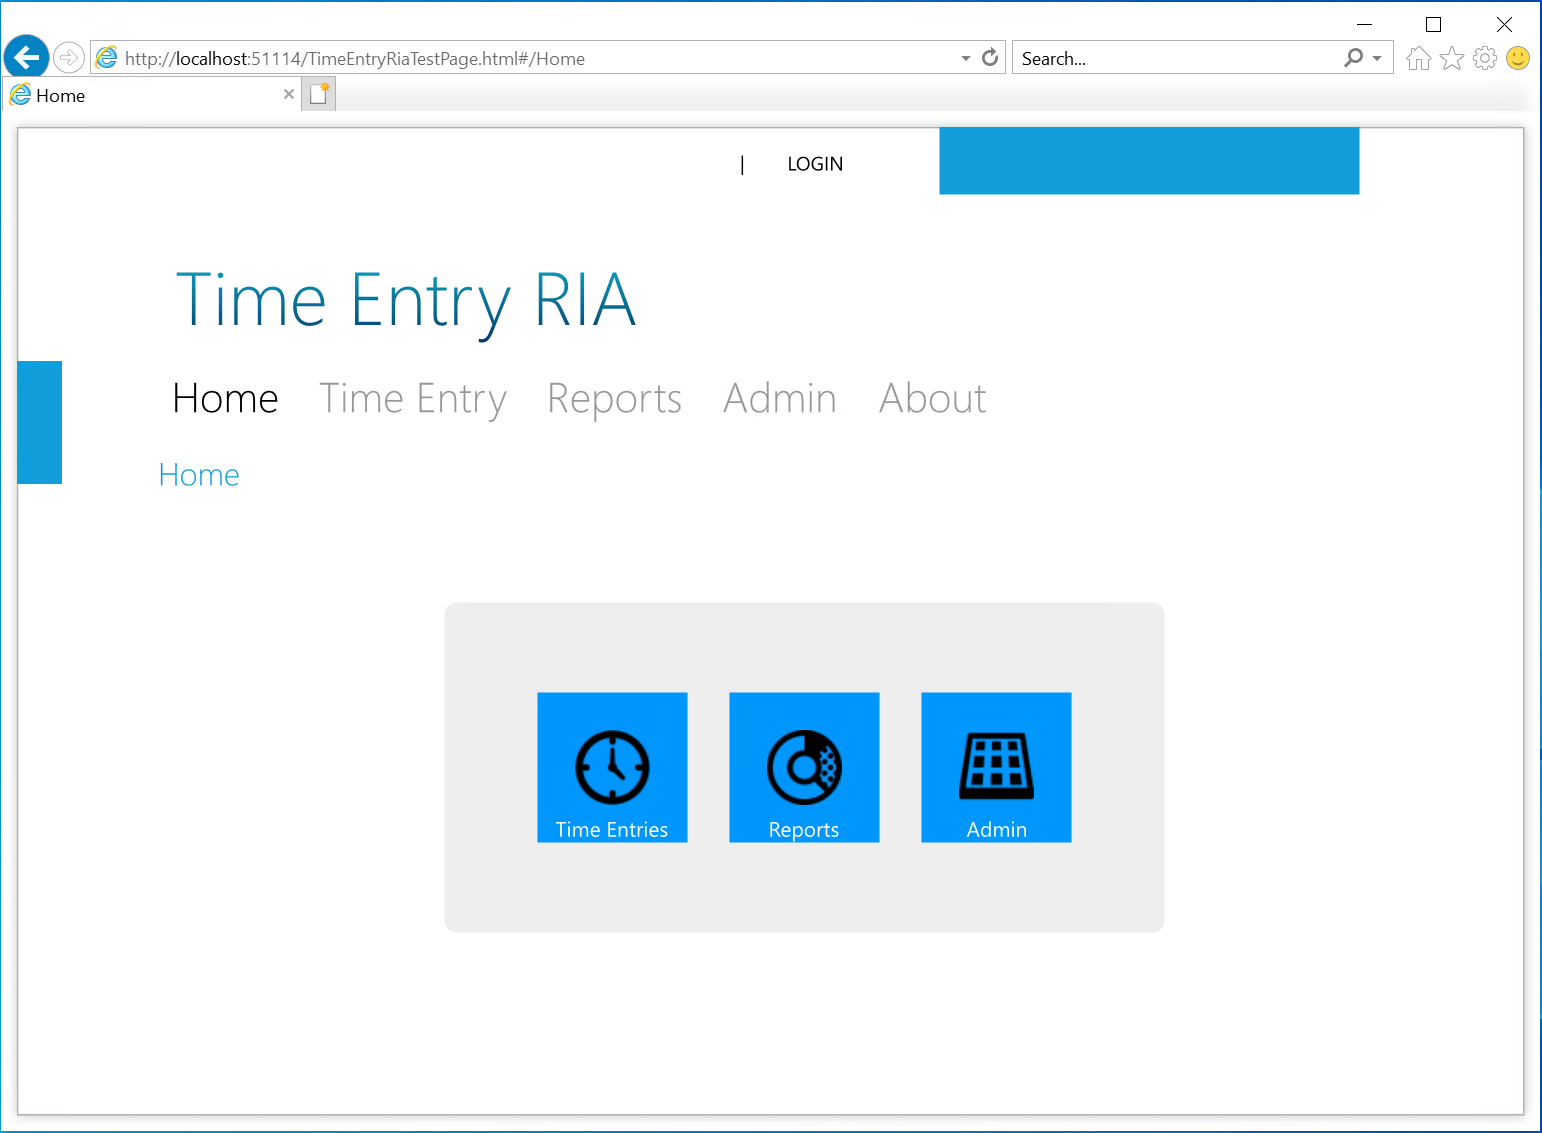 http://localhost:51114/TimeEntryRiaTestPage.html#/Home
Search...
Home
| LOGIN
Time Entry RIA
Home Time Entry Reports Admin About
Home
Time Entries Reports Admin